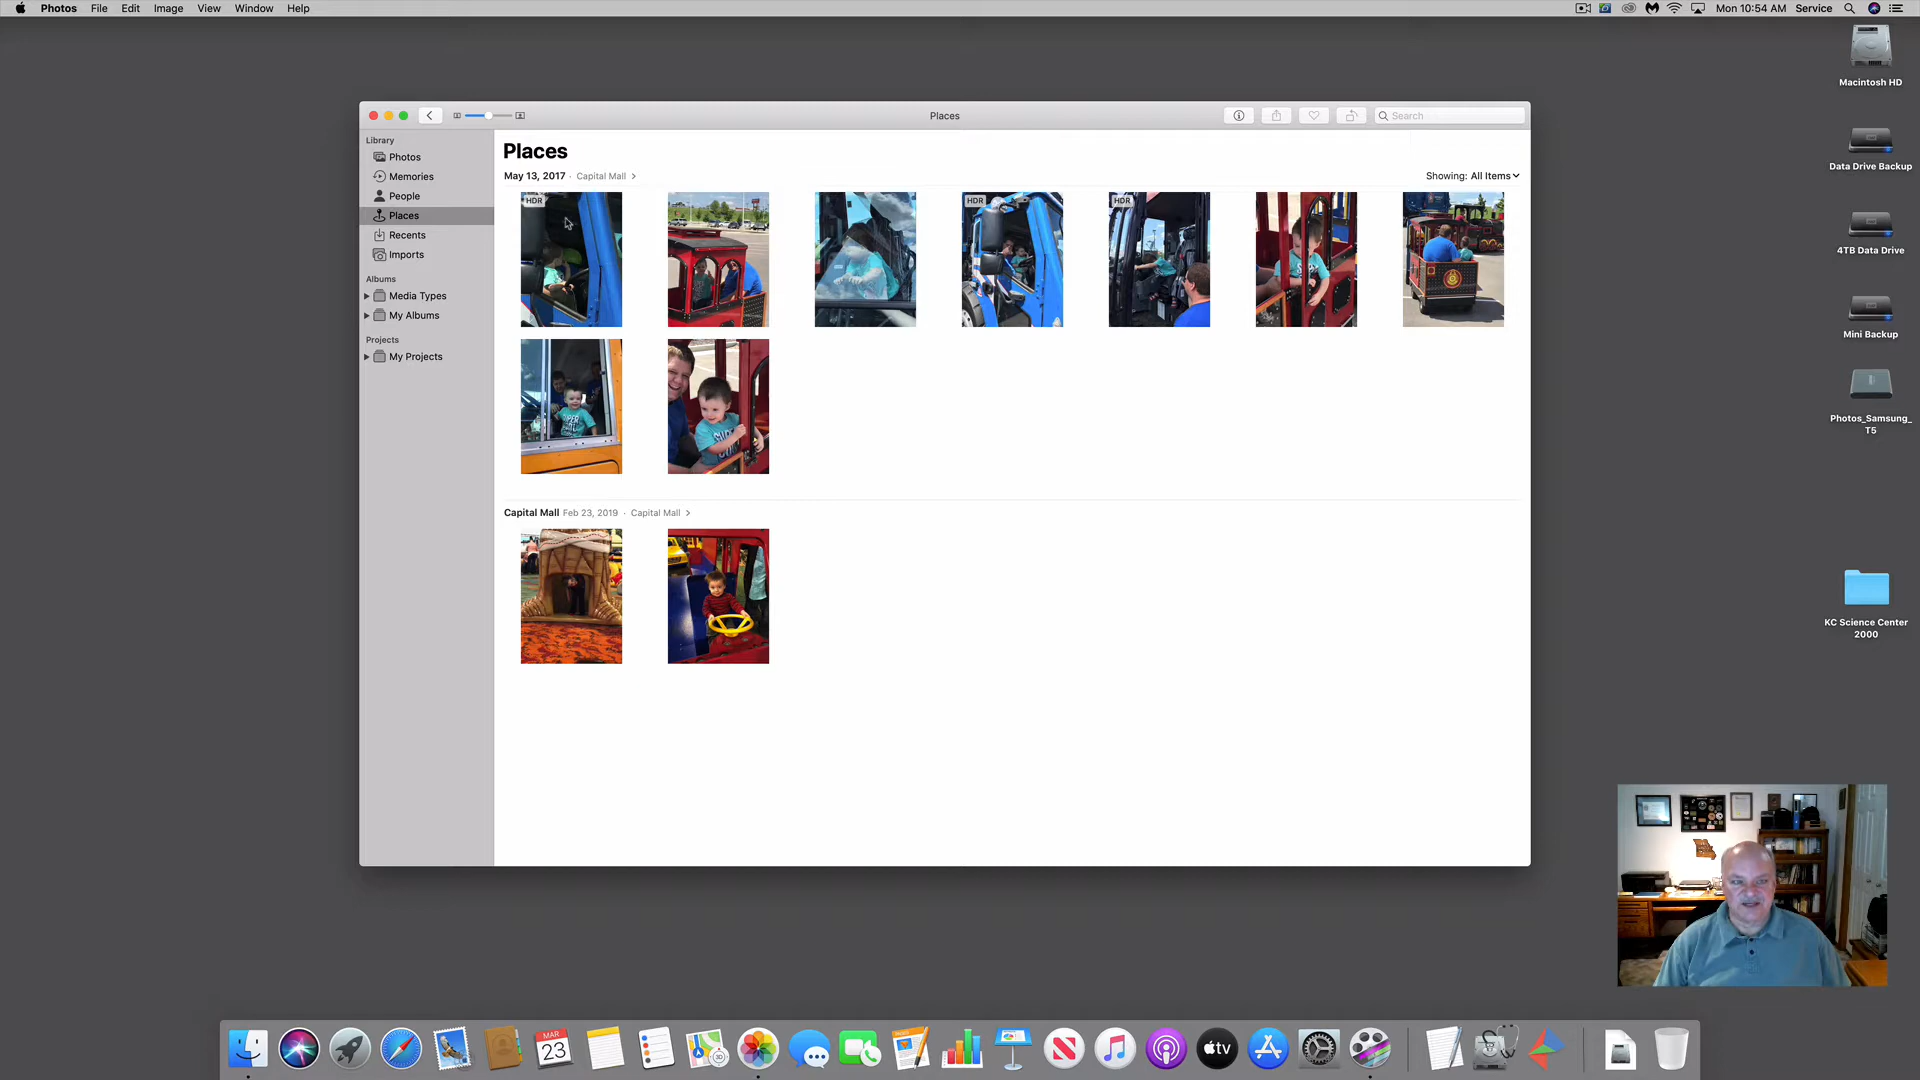 Photos File Edit Image View Window Help
Mon 10:54 AM Service
Macintosh HD
Data Drive Backup
4TB Data Drive
Mini Backup
Photos_Samsung_
T5
KC Science Center
2000
Places
Search
Library
Photos
Memories
People
Places
Recents
Imports
Albums
Media Types
My Albums
Projects
My Projects
Places
May 13, 2017 · Capital Mall >
Showing: All Items
HDR
HDR
HDR
Capital Mall Feb 23, 2019 · Capital Mall >
MAR
23
3D
tv